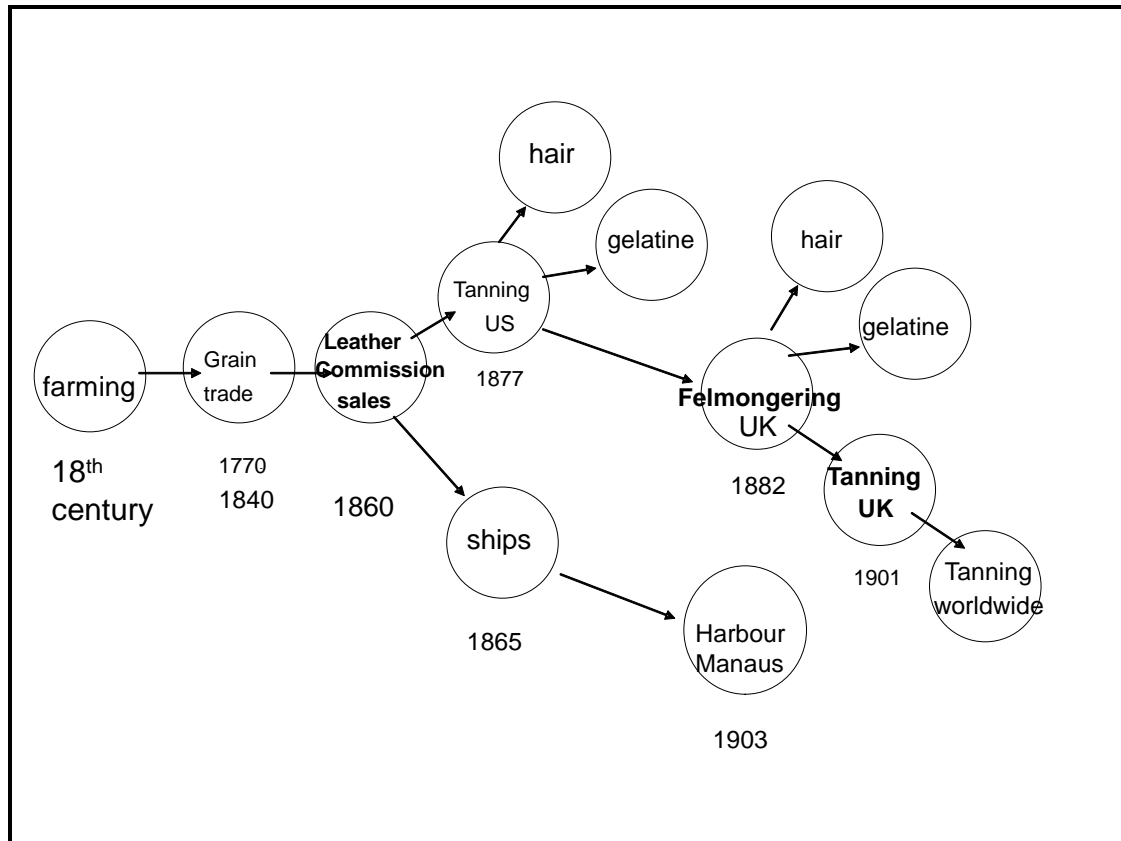 hair
gelatine
hair
gelatine
Tanning
US
1877
farming
18th
century
Grain
trade
1770
1840
Leather
Commission
sales
1860
Felmongering
UK
1882
Tanning
UK
1901
Tanning
worldwide
ships
1865
Harbour
Manaus
1903